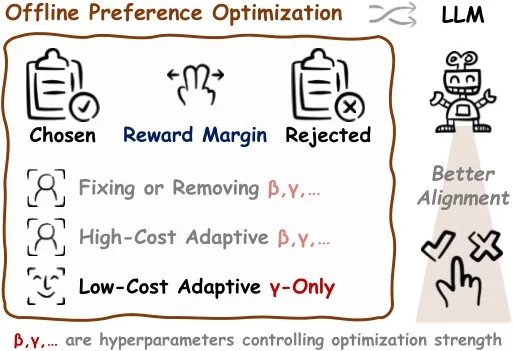 Offline Preference Optimization
LLM
Chosen
Reward Margin
Rejected
Fixing or Removing β,γ,…
High-Cost Adaptive β,γ,…
Low-Cost Adaptive γ-Only
Better
Alignment
β,γ,… are hyperparameters controlling optimization strength